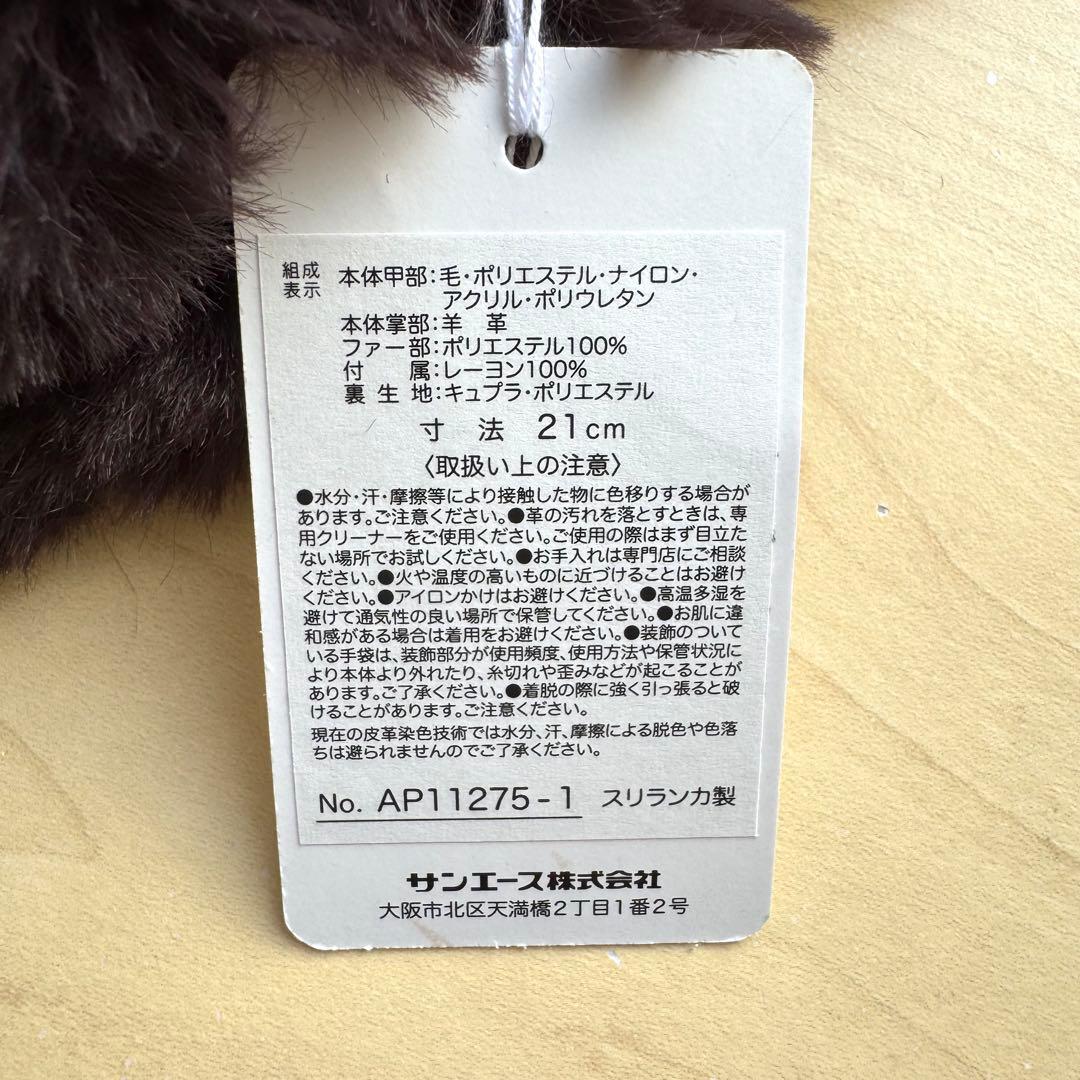 組成表示 本体甲部:毛・ポリエステル・ナイロン・
アクリル・ポリウレタン
本体掌部:羊 革
ファー部:ポリエステル100%
付 属:レーヨン100%
裏 生 地:キュプラ・ポリエステル
寸 法 21cm
〈取扱い上の注意〉
●水分・汗・摩擦等により接触した物に色移りする場合が
あります。ご注意ください。●革の汚れを落とすときは、専
用クリーナーをご使用ください。ご使用の際はまず目立た
ない場所でお試しください。●お手入れは専門店にご相談
ください。●火や温度の高いものに近づけることはお避け
ください。●アイロンかけはお避けください。●高温多湿を
避けて通気性の良い場所で保管してください。●お肌に違
和感がある場合は着用をお避けください。●装飾のついて
いる手袋は、装飾部分が使用頻度、使用方法や保管状況に
より本体より外れたり、糸切れや歪みなどが起こることが
あります。ご了承ください。●着脱の際に強く引っ張ると破
けることがあります。ご注意ください。
現在の皮革染色技術では水分、汗、摩擦による脱色や色落
ちは避られませんのでご了承ください。
No. AP11275-1 スリランカ製
サンエース株式会社
大阪市北区天満橋2丁目1番2号